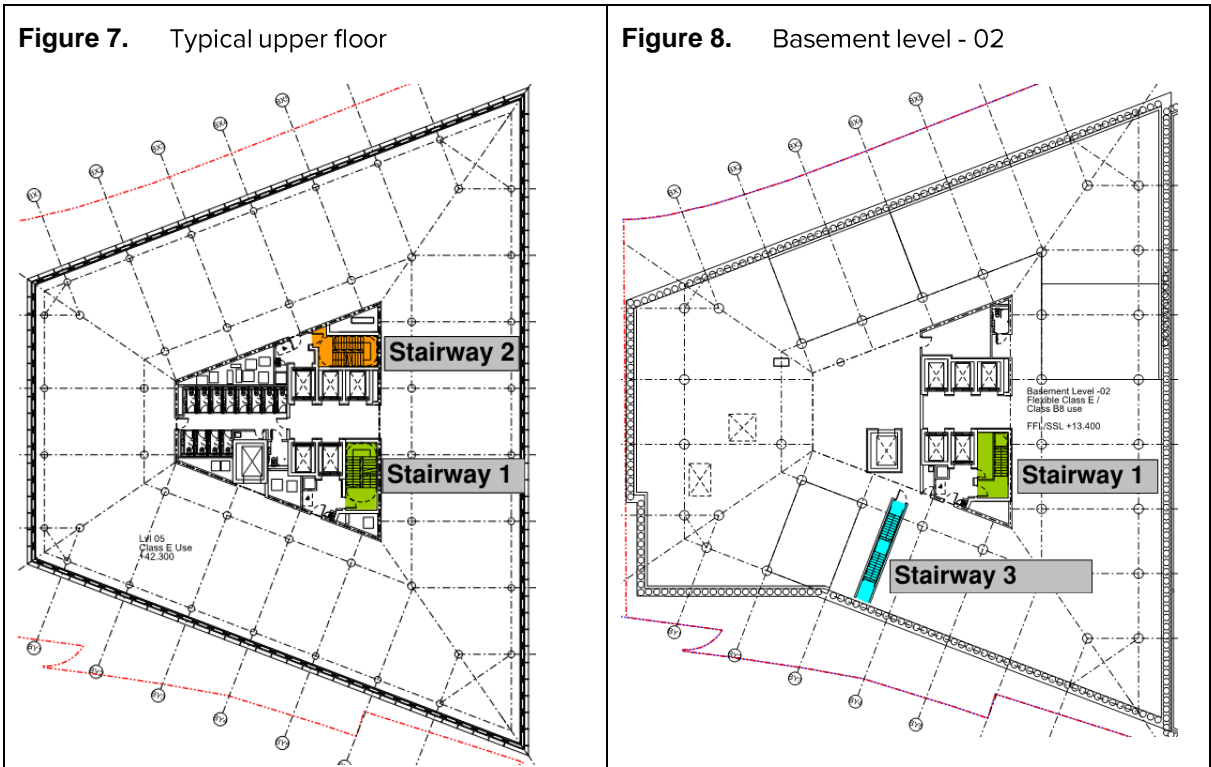 Figure 7. Typical upper floor
Stairway 2
Stairway 1
Lvl 05
Class E Use
+42.300
Figure 8. Basement level - 02
Basement Level -02
Flexible Class E /
Class B8 use
FFL/SSL +13.400
Stairway 1
Stairway 3